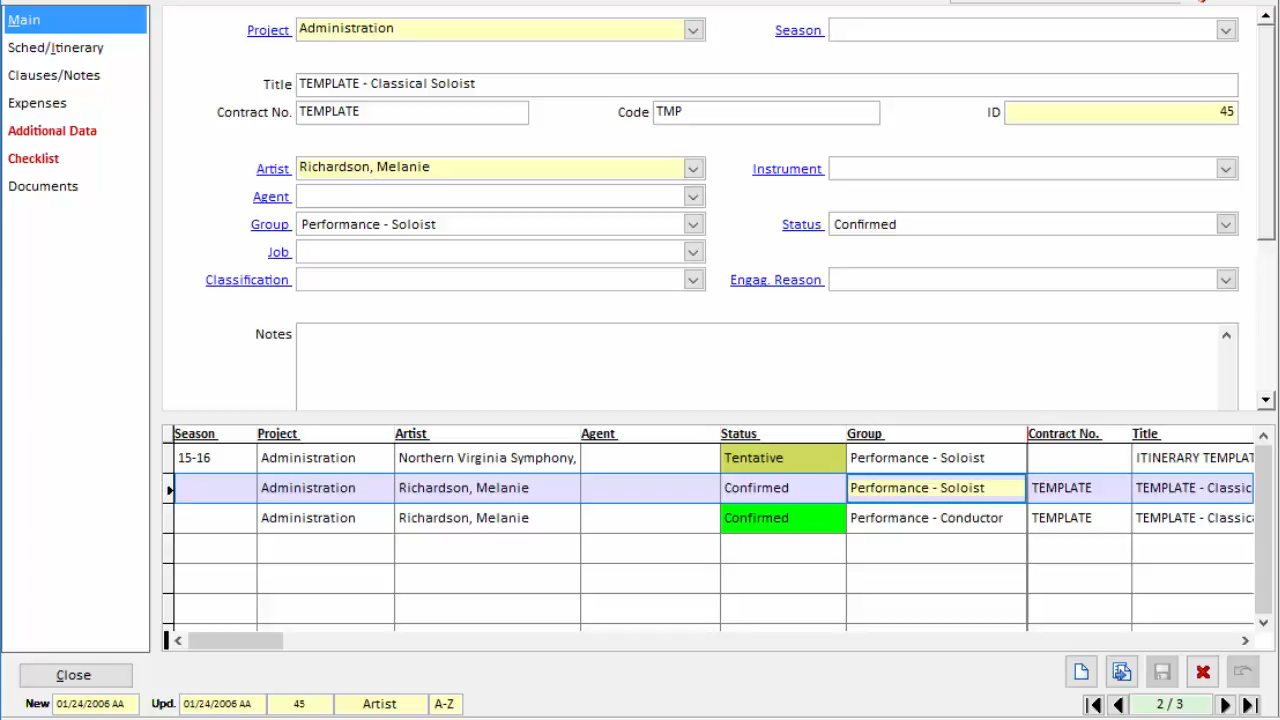 Main
Sched/Itinerary
Clauses/Notes
Expenses
Additional Data
Checklist
Documents
Project Administration Season
Title TEMPLATE - Classical Soloist
Contract No. TEMPLATE Code TMP ID 45
Artist Richardson, Melanie Instrument
Agent
Group Performance - Soloist Status Confirmed
Job
Classification Engag. Reason
Notes
Season Project Artist Agent Status Group Contract No. Title
15-16 Administration Northern Virginia Symphony, Tentative Performance - Soloist ITINERARY TEMPLAT
Administration Richardson, Melanie Confirmed Performance - Soloist TEMPLATE TEMPLATE - Classic
Administration Richardson, Melanie Confirmed Performance - Conductor TEMPLATE TEMPLATE - Classica
Close
New 01/24/2006 AA Upd. 01/24/2006 AA 45 Artist A-Z 2 / 3